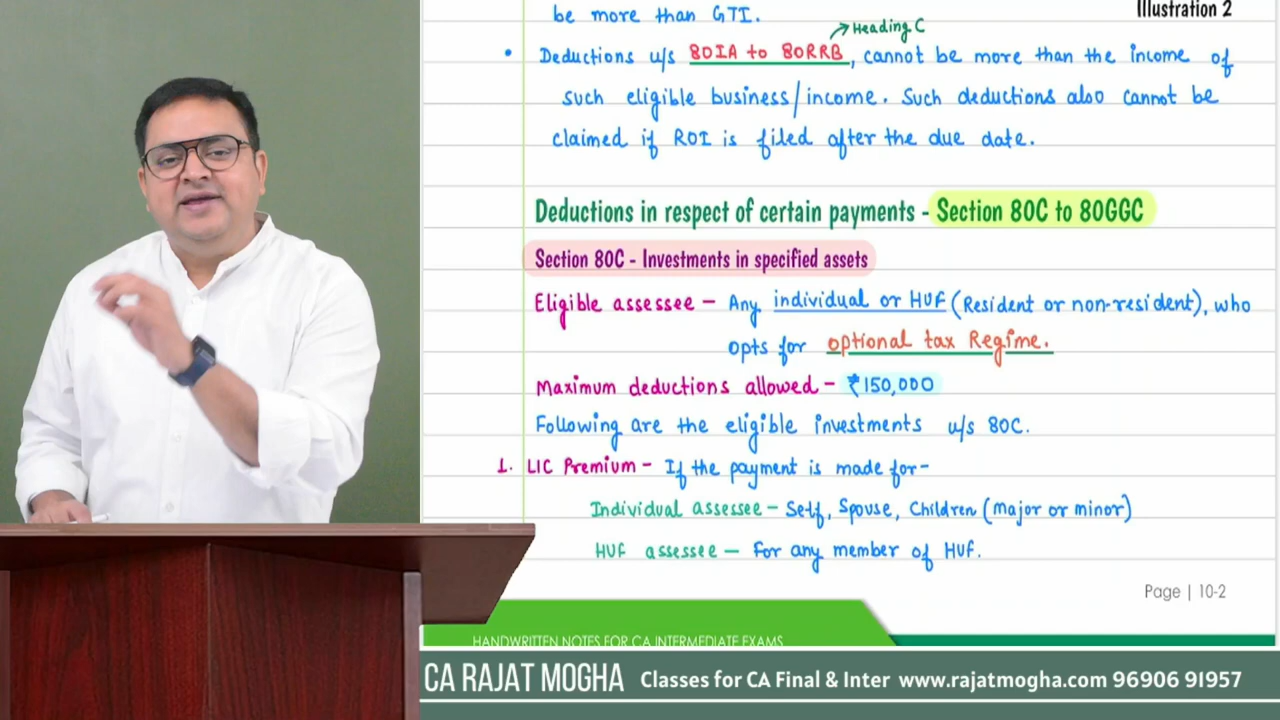 be more than GTI.
Illustration 2
Heading C
• Deductions u/s 80IA to 80RRB, cannot be more than the income of
such eligible business/income. Such deductions also cannot be
claimed if ROI is filed after the due date.
Deductions in respect of certain payments - Section 80C to 80GGC
Section 80C - Investments in specified assets
Eligible assessee - Any individual or HUF (Resident or non-resident), who
opts for optional tax Regime.
Maximum deductions allowed - ₹150,000
Following are the eligible investments u/s 80C.
1. LIC Premium - If the payment is made for-
Individual assessee - Self, Spouse, Children (major or minor)
HUF assessee - For any member of HUF.
Page | 10-2
HANDWRITTEN NOTES FOR CA INTERMEDIATE EXAMS
CA RAJAT MOGHA Classes for CA Final & Inter www.rajatmogha.com 96906 91957